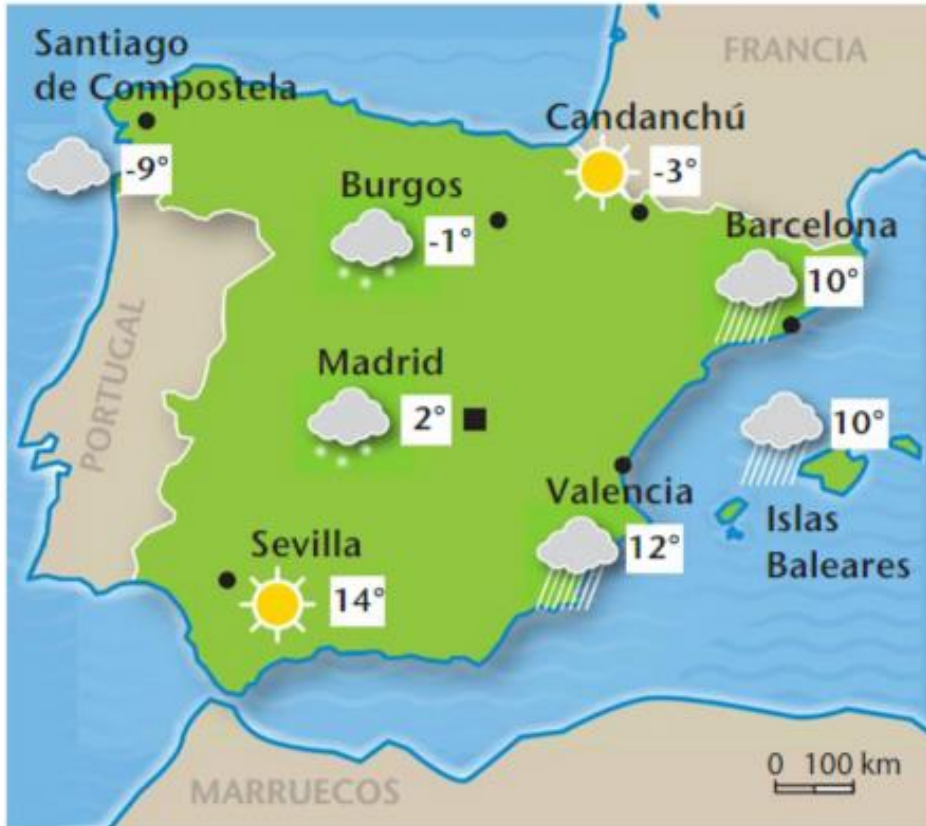 Santiago
de Compostela
-9°
FRANCIA
Candanchú
-3°
Burgos
-1°
Barcelona
10°
PORTUGAL
Madrid
2°
10°
Islas
Baleares
Valencia
12°
Sevilla
14°
MARRUECOS
0 100 km